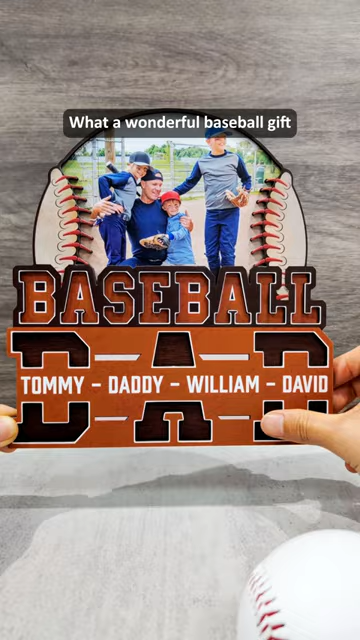 What a wonderful baseball gift
BASEBALL
DAD
TOMMY – DADDY – WILLIAM – DAVID